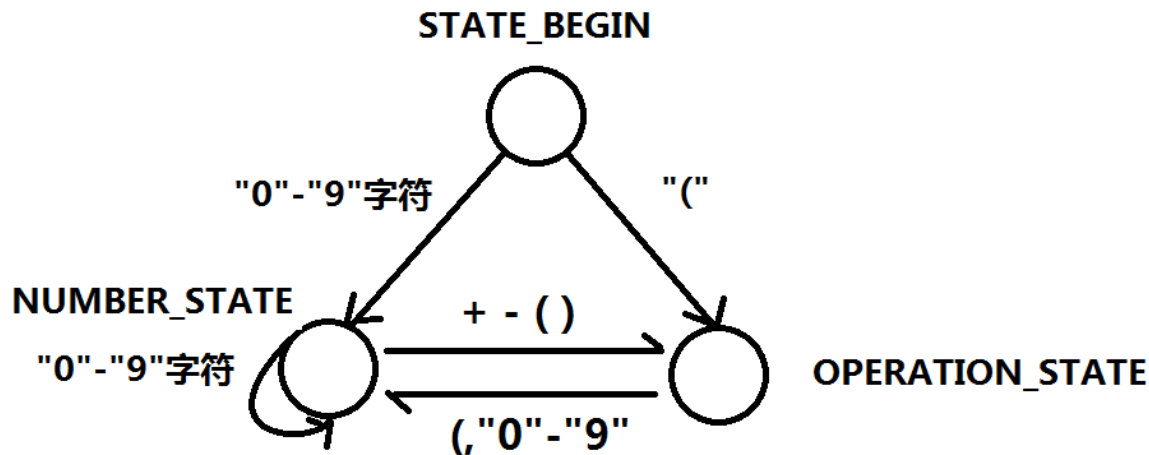 STATE_BEGIN
"0"-"9"字符
"("
NUMBER_STATE
+ - ( )
"0"-"9"字符
OPERATION_STATE
(,"0"-"9"